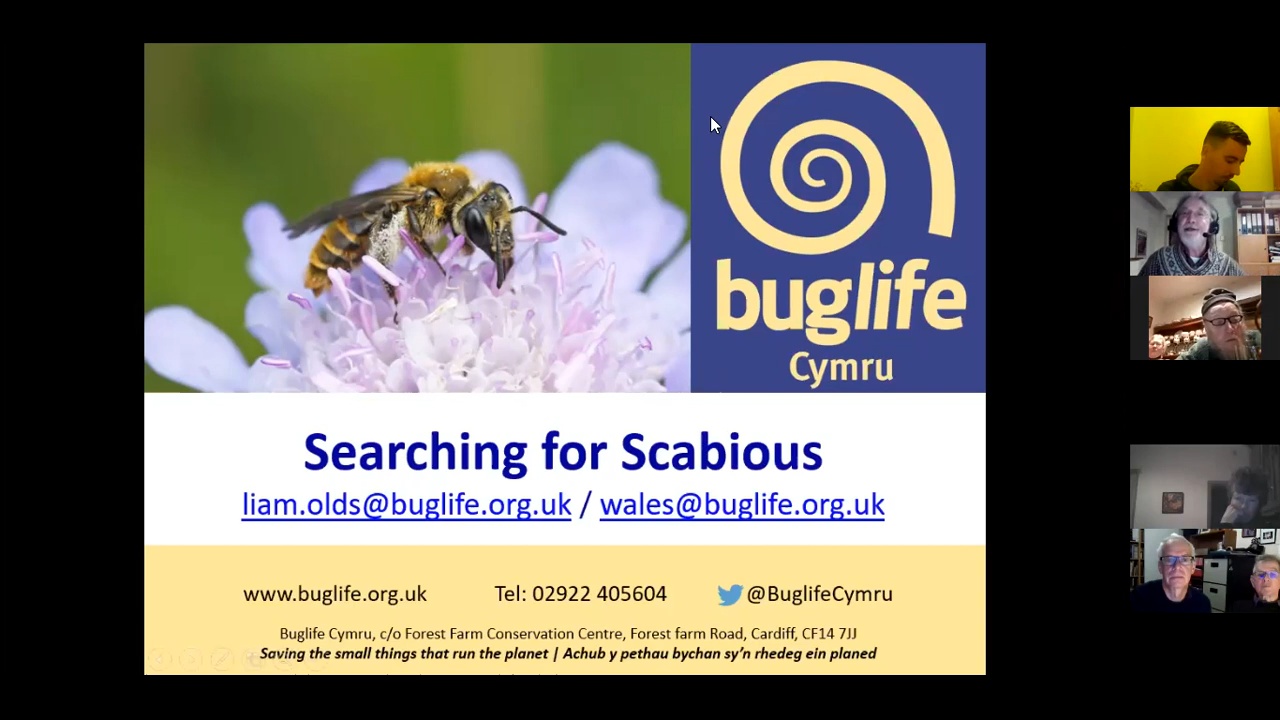 buglife
Cymru
Searching for Scabious
liam.olds@buglife.org.uk / wales@buglife.org.uk
www.buglife.org.uk Tel: 02922 405604 @BuglifeCymru
Buglife Cymru, c/o Forest Farm Conservation Centre, Forest farm Road, Cardiff, CF14 7JJ
Saving the small things that run the planet | Achub y pethau bychan sy'n rhedeg ein planed